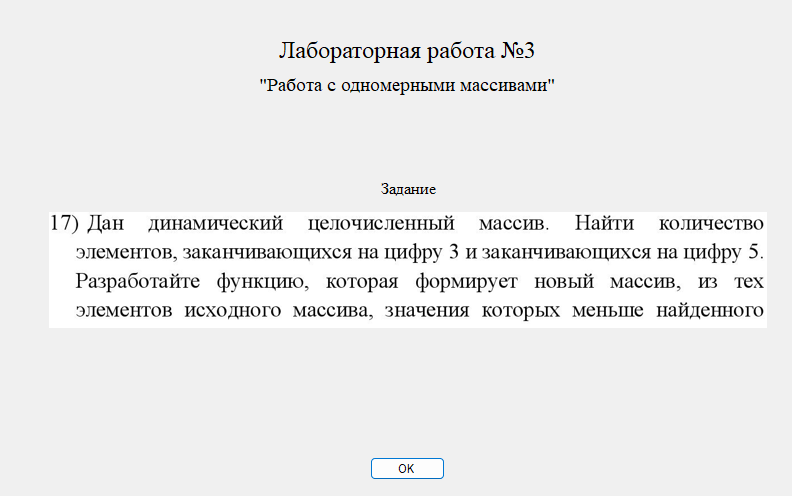 Лабораторная работа №3
"Работа с одномерными массивами"
Задание
17) Дан динамический целочисленный массив. Найти количество
элементов, заканчивающихся на цифру 3 и заканчивающихся на цифру 5.
Разработайте функцию, которая формирует новый массив, из тех
элементов исходного массива, значения которых меньше найденного
OK